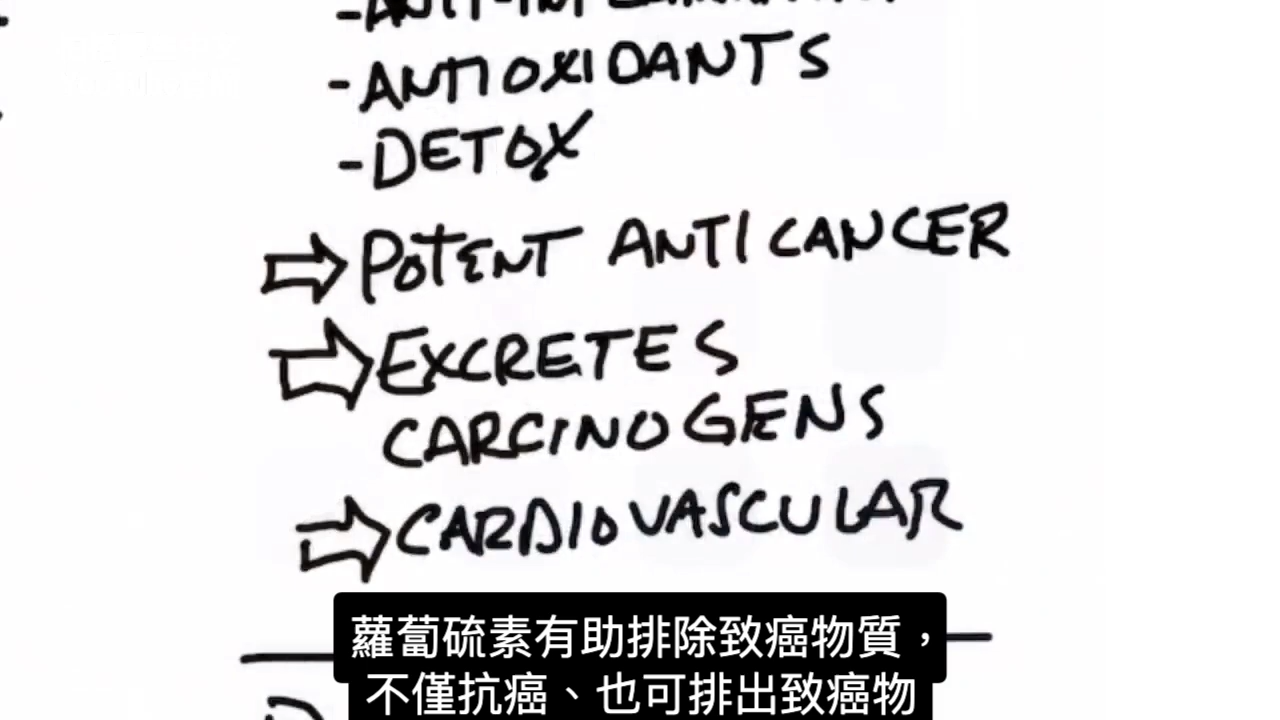 - ANTIOXIDANTS
- DETOX
⇨ POTENT ANTICANCER
⇨ EXCRETES
CARCINOGENS
⇨ CARDIOVASCULAR
蘿蔔硫素有助排除致癌物質，
不僅抗癌、也可排出致癌物